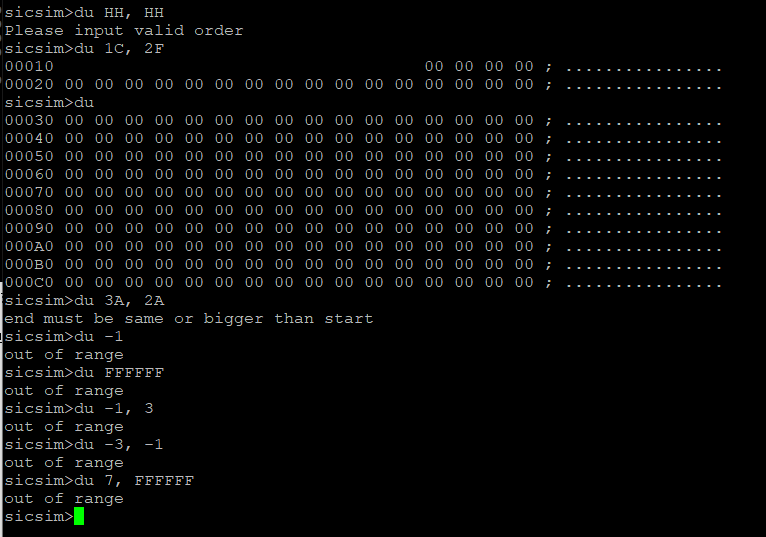 sicsim>du HH, HH
Please input valid order
sicsim>du 1C, 2F
00010                                     00 00 00 00 ; ................
00020 00 00 00 00 00 00 00 00 00 00 00 00 00 00 00 00 ; ................
sicsim>du
00030 00 00 00 00 00 00 00 00 00 00 00 00 00 00 00 00 ; ................
00040 00 00 00 00 00 00 00 00 00 00 00 00 00 00 00 00 ; ................
00050 00 00 00 00 00 00 00 00 00 00 00 00 00 00 00 00 ; ................
00060 00 00 00 00 00 00 00 00 00 00 00 00 00 00 00 00 ; ................
00070 00 00 00 00 00 00 00 00 00 00 00 00 00 00 00 00 ; ................
00080 00 00 00 00 00 00 00 00 00 00 00 00 00 00 00 00 ; ................
00090 00 00 00 00 00 00 00 00 00 00 00 00 00 00 00 00 ; ................
000A0 00 00 00 00 00 00 00 00 00 00 00 00 00 00 00 00 ; ................
000B0 00 00 00 00 00 00 00 00 00 00 00 00 00 00 00 00 ; ................
000C0 00 00 00 00 00 00 00 00 00 00 00 00 00 00 00 00 ; ................
sicsim>du 3A, 2A
end must be same or bigger than start
sicsim>du -1
out of range
sicsim>du FFFFFF
out of range
sicsim>du -1, 3
out of range
sicsim>du -3, -1
out of range
sicsim>du 7, FFFFFF
out of range
sicsim>